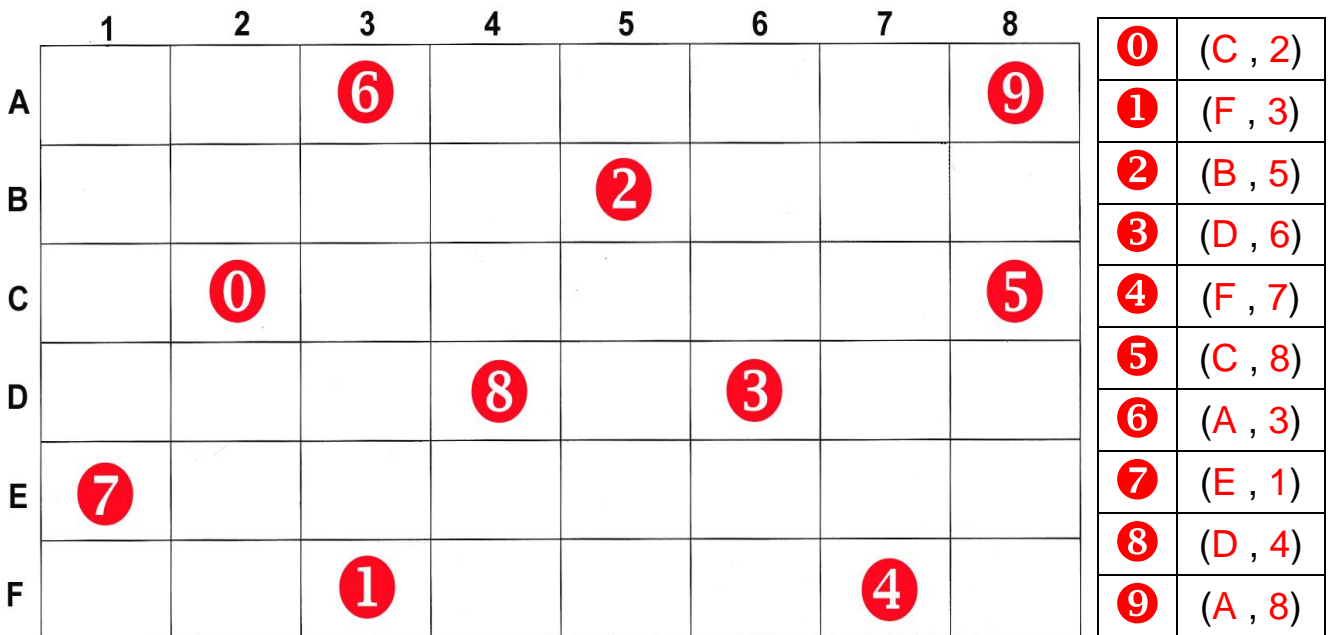 1 2 3 4 5 6 7 8
A 6 9
B 2
C 0 5
D 8 3
E 7
F 1 4
0 (C , 2)
1 (F , 3)
2 (B , 5)
3 (D , 6)
4 (F , 7)
5 (C , 8)
6 (A , 3)
7 (E , 1)
8 (D , 4)
9 (A , 8)